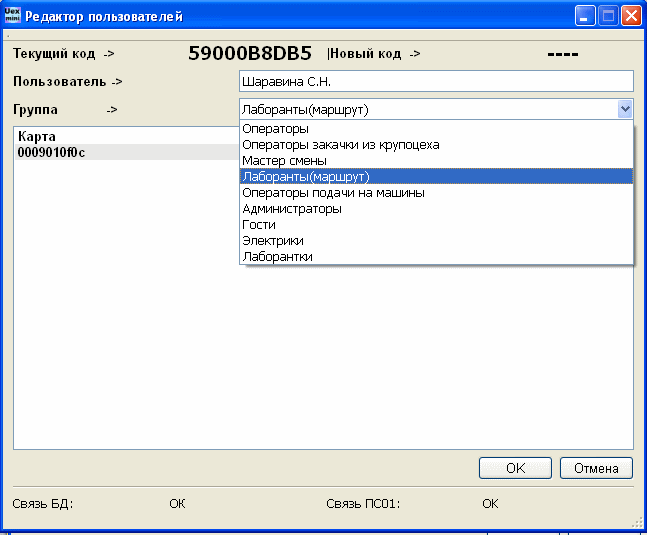 Uex mini Редактор пользователей
Текущий код -> 59000B8DB5 |Новый код -> ----
Пользователь -> Шаравина С.Н.
Группа -> Лаборанты(маршрут)
Карта
0009010f0c
Операторы
Операторы закачки из крупоцеха
Мастер смены
Лаборанты(маршрут)
Операторы подачи на машины
Администраторы
Гости
Электрики
Лаборантки
OK Отмена
Связь БД: OK Связь ПС01: OK